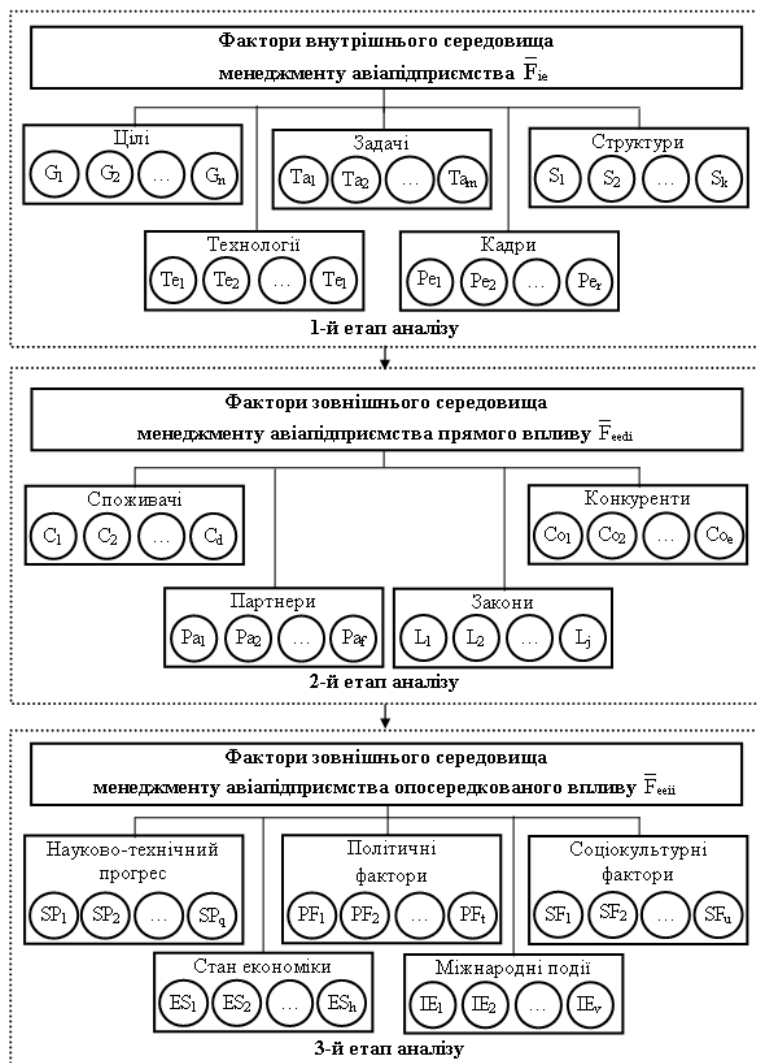 Фактори внутрішнього середовища
менеджменту авіапідприємства F̅ie
Цілі
G1 G2 … Gn
Задачі
Ta1 Ta2 … Tam
Структури
S1 S2 … Sk
Технології
Te1 Te2 … Tel
Кадри
Pe1 Pe2 … Per
1-й етап аналізу
Фактори зовнішнього середовища
менеджменту авіапідприємства прямого впливу F̅eedi
Споживачі
C1 C2 … Cd
Конкуренти
Co1 Co2 … Coe
Партнери
Pa1 Pa2 … Paf
Закони
L1 L2 … Lj
2-й етап аналізу
Фактори зовнішнього середовища
менеджменту авіапідприємства опосередкованого впливу F̅eeii
Науково-технічний
прогрес
SP1 SP2 … SPq
Політичні
фактори
PF1 PF2 … PFt
Соціокультурні
фактори
SF1 SF2 … SFu
Стан економіки
ES1 ES2 … ESh
Міжнародні події
IE1 IE2 … IEv
3-й етап аналізу